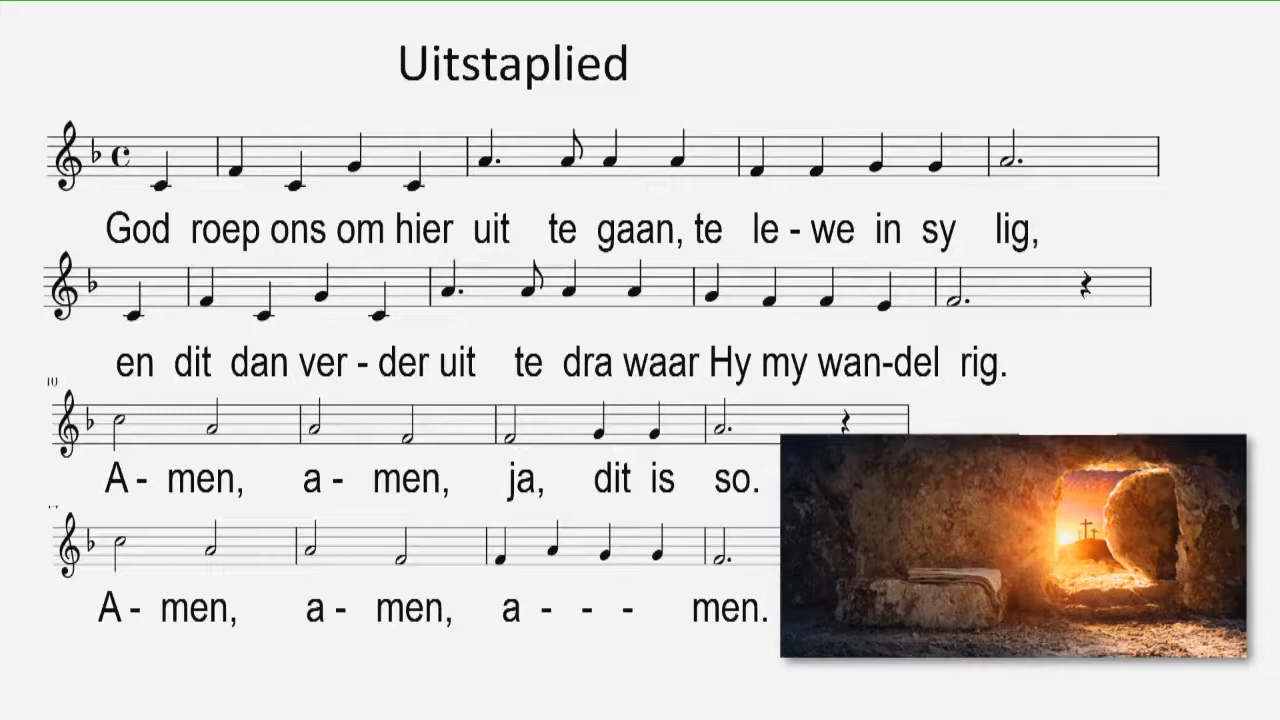 Uitstaplied
God roep ons om hier uit te gaan, te le - we in sy lig,
en dit dan ver - der uit te dra waar Hy my wan-del rig.
10
A - men, a - men, ja, dit is so.
A - men, a - men, a - - - men.